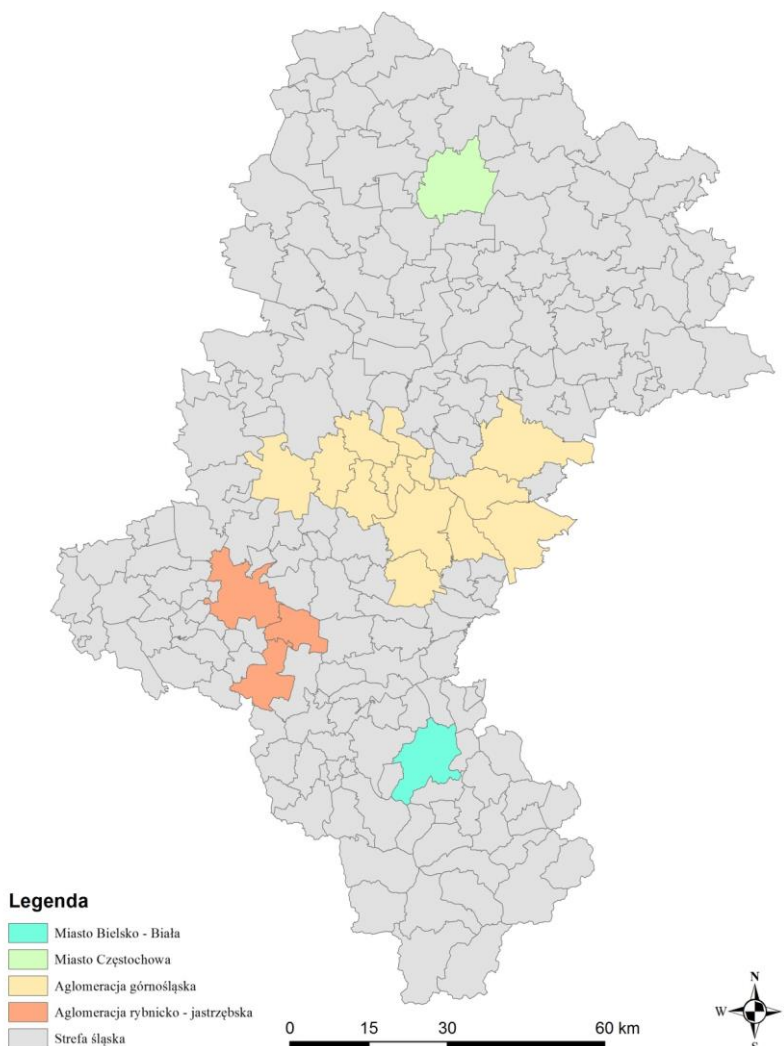 Legenda
Miasto Bielsko - Biała
Miasto Częstochowa
Aglomeracja górnośląska
Aglomeracja rybnicko - jastrzębska
Strefa śląska
0 15 30 60 km
N
W E
S